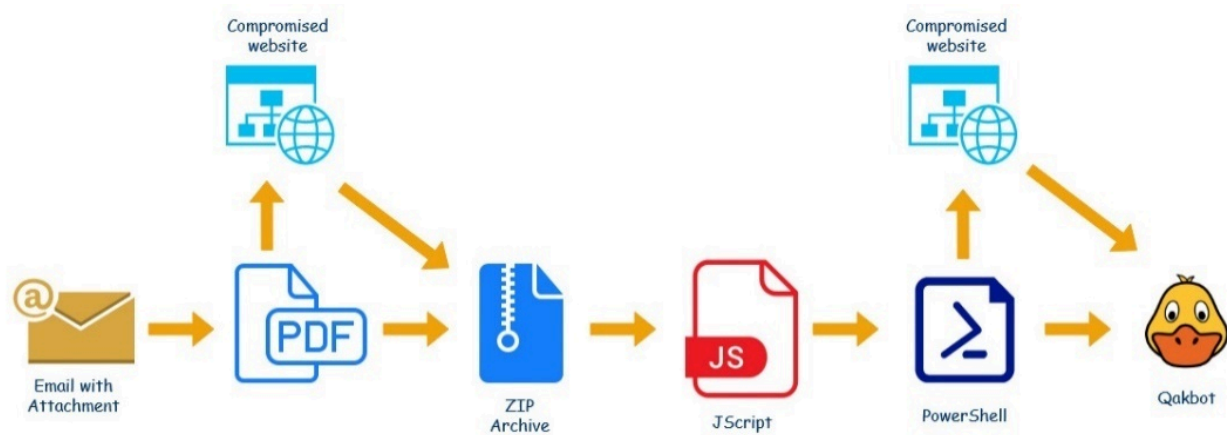 Compromised
website
Compromised
website
@
PDF
JS
Email with
Attachment
ZIP
Archive
JScript
PowerShell
Qakbot